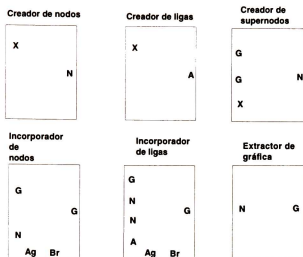 Creador de nodos
X
N
Creador de ligas
X
A
Creador de
supernodos
G
G
N
X
Incorporador
de
nodos
G
G
N
Ag Br
Incorporador
de ligas
G
N
G
N
A
Ag Br
Extractor de
gráfica
N G